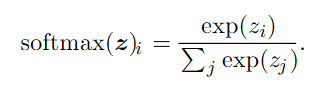 softmax(z)i = exp(zi) / ∑j exp(zj).